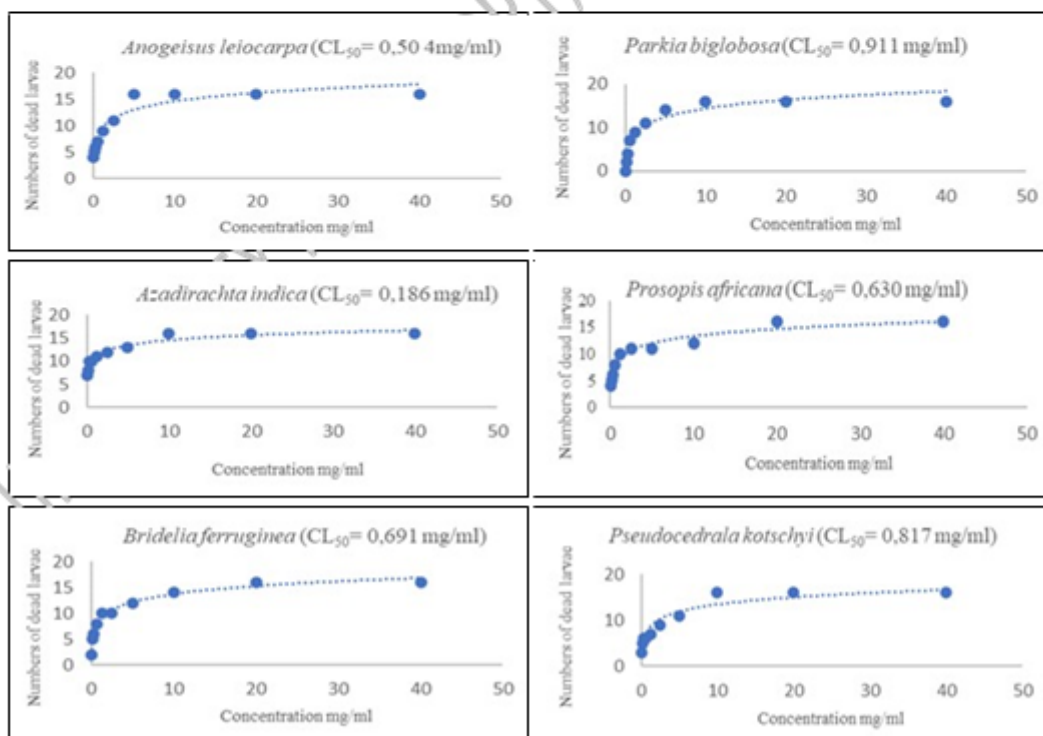 Anogeisus leiocarpa (CL50= 0,50 4mg/ml)
Numbers of dead larvae
20
15
10
5
0
0 10 20 30 40 50
Concentration mg/ml
Parkia biglobosa (CL50= 0,911 mg/ml)
Numbers of dead larvae
20
10
0
0 10 20 30 40 50
Concentration mg/ml
Azadirachta indica (CL50= 0,186 mg/ml)
Numbers of dead larvae
20
15
10
5
0
0 10 20 30 40 50
Concentration mg/ml
Prosopis africana (CL50= 0,630 mg/ml)
Numbers of dead larvae
20
15
10
5
0
0 10 20 30 40 50
Concentration mg/ml
Bridelia ferruginea (CL50= 0,691 mg/ml)
Numbers of dead larvae
20
15
10
5
0
0 10 20 30 40 50
Concentration mg/ml
Pseudocedrala kotschyi (CL50= 0,817 mg/ml)
Numbers of dead larvae
20
10
0
0 10 20 30 40 50
Concentration mg/ml